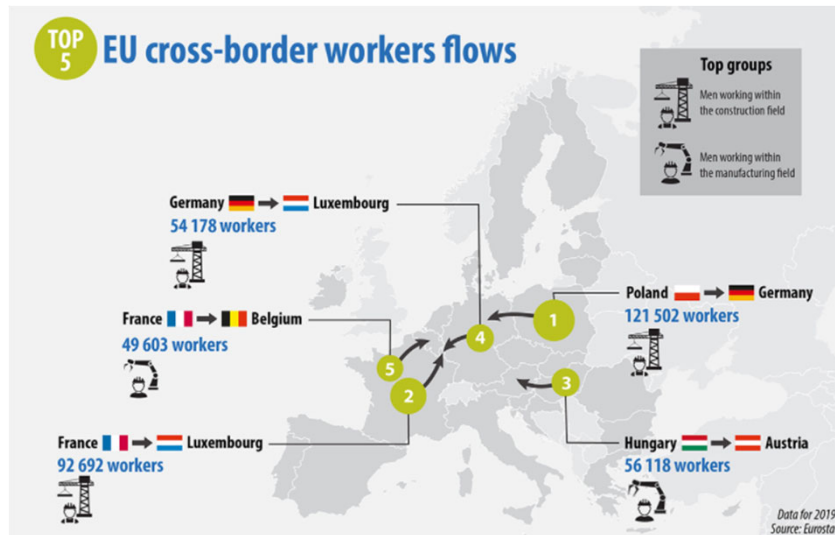 TOP
5
EU cross-border workers flows
Top groups
Men working within
the construction field
Men working within
the manufacturing field
Germany Luxembourg
54 178 workers
France Belgium
49 603 workers
France Luxembourg
92 692 workers
Poland Germany
121 502 workers
Hungary Austria
56 118 workers
1
4
5
2
3
Data for 2019
Source: Eurosta